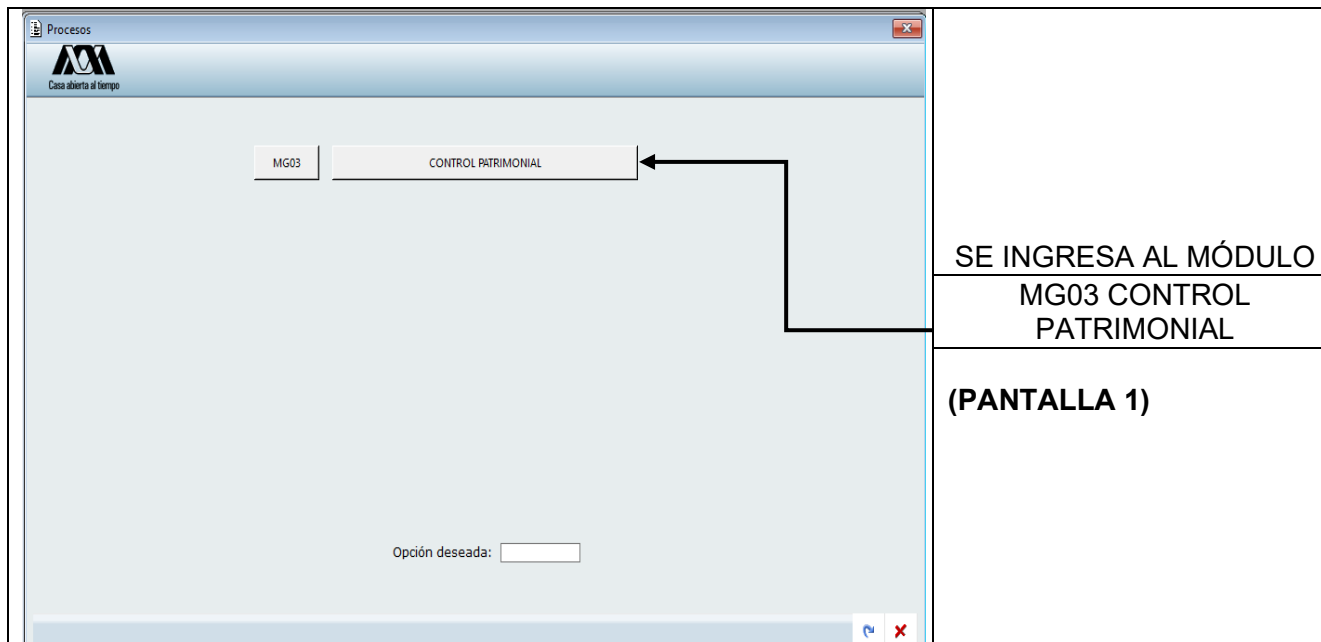 Procesos
Casa abierta al tiempo
MG03 CONTROL PATRIMONIAL
Opción deseada:
SE INGRESA AL MÓDULO
MG03 CONTROL
PATRIMONIAL
(PANTALLA 1)